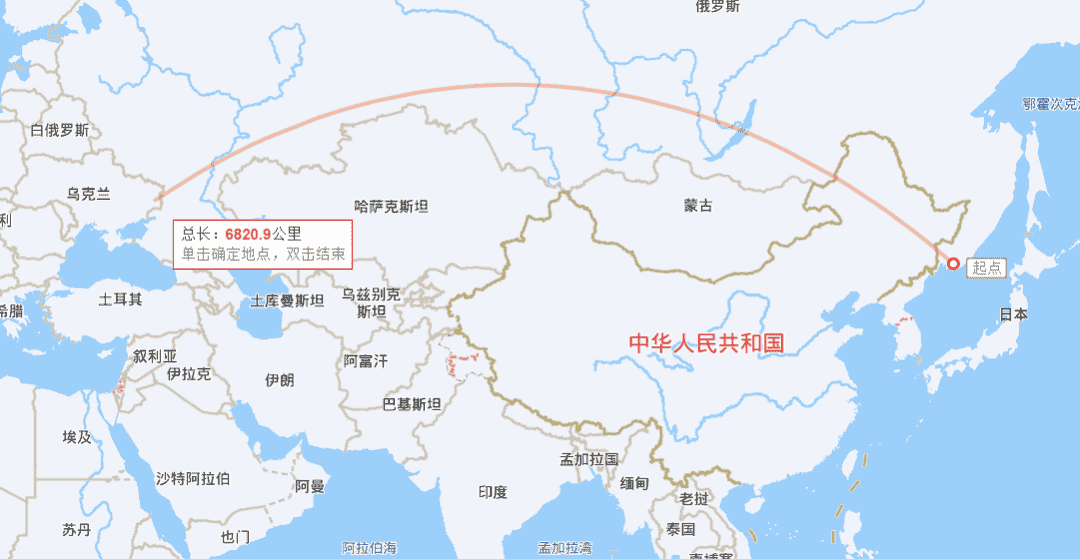 俄罗斯
鄂霍次克海
白俄罗斯
乌克兰
哈萨克斯坦
蒙古
利
总长：6820.9公里
单击确定地点，双击结束
起点
土耳其
希腊
土库曼斯坦
乌兹别克
斯坦
日本
中华人民共和国
叙利亚
伊拉克
伊朗
阿富汗
巴基斯坦
埃及
沙特阿拉伯
阿曼
印度
孟加拉国
缅甸
老挝
泰国
苏丹
也门
阿拉伯海
孟加拉湾
柬埔寨